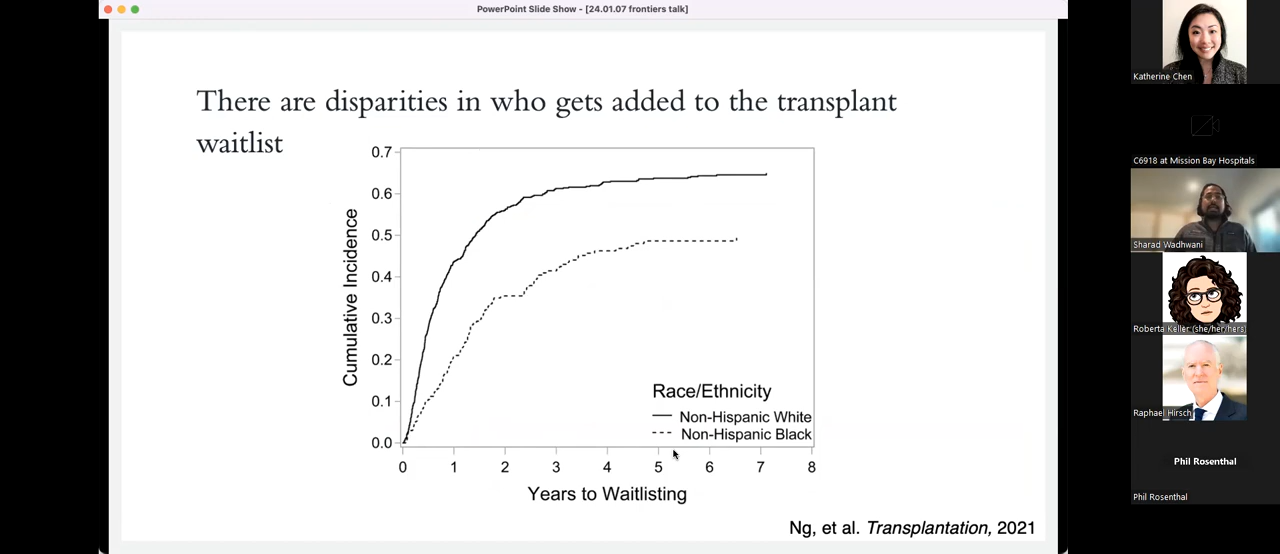 PowerPoint Slide Show - [24.01.07 frontiers talk]
There are disparities in who gets added to the transplant
waitlist
Cumulative Incidence
0.7
0.6
0.5
0.4
0.3
0.2
0.1
0.0
Race/Ethnicity
Non-Hispanic White
Non-Hispanic Black
0 1 2 3 4 5 6 7 8
Years to Waitlisting
Ng, et al. Transplantation, 2021
Katherine Chen
C6918 at Mission Bay Hospitals
Sharad Wadhwani
Roberta Keller (she/her/hers)
Raphael Hirsch
Phil Rosenthal
Phil Rosenthal